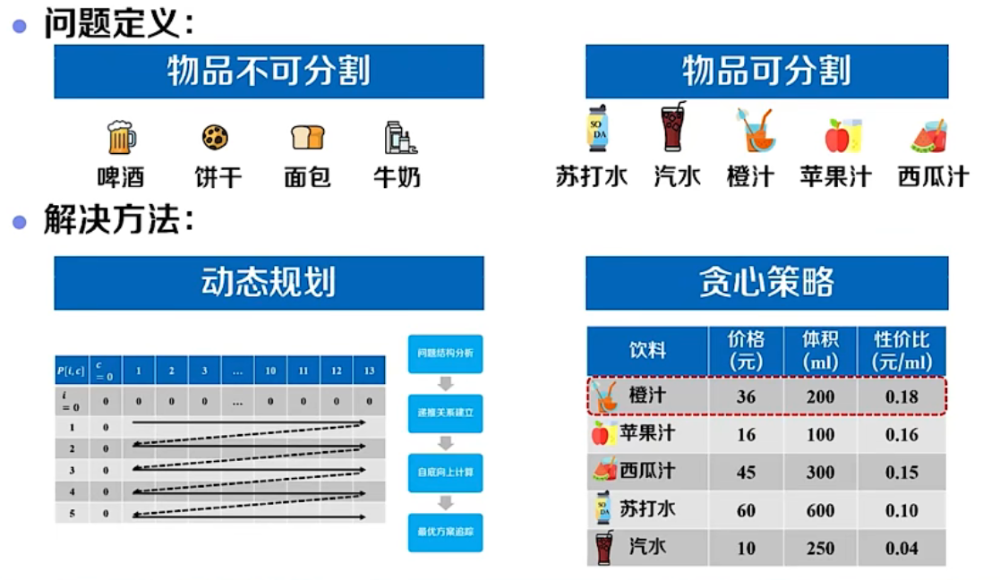 问题定义：
物品不可分割
物品可分割
啤酒 饼干 面包 牛奶
SO
DA
苏打水 汽水 橙汁 苹果汁 西瓜汁
解决方法：
动态规划
贪心策略
P[i, c] c = 0 1 2 3 … 10 11 12 13
i = 0 0 0 0 0 … 0 0 0 0
1 0
2 0
3 0
4 0
5 0
问题结构分析
递推关系建立
自底向上计算
最优方案追踪
饮料 价格(元) 体积(ml) 性价比(元/ml)
橙汁 36 200 0.18
苹果汁 16 100 0.16
西瓜汁 45 300 0.15
SO
DA
苏打水 60 600 0.10
汽水 10 250 0.04